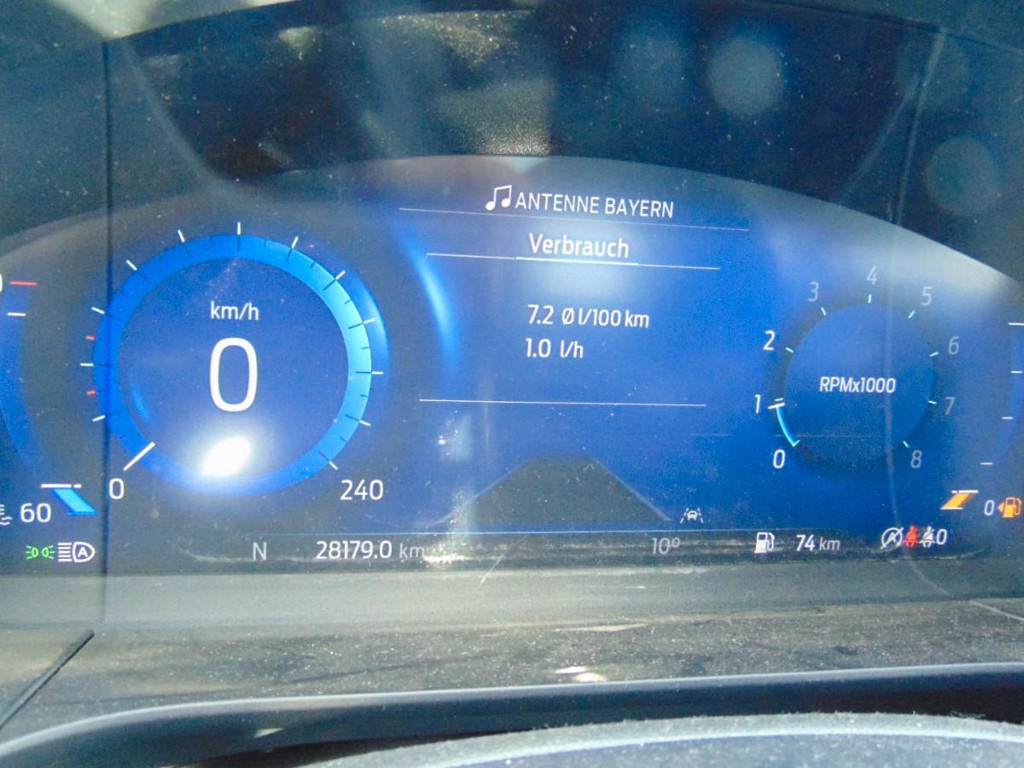 ANTENNE BAYERN
Verbrauch
km/h
0
0
240
7.2 Ø l/100 km
1.0 l/h
0
1
2
3
4
5
6
7
8
RPMx1000
60
0
A
N
28179.0 km
10°
74 km
A
0